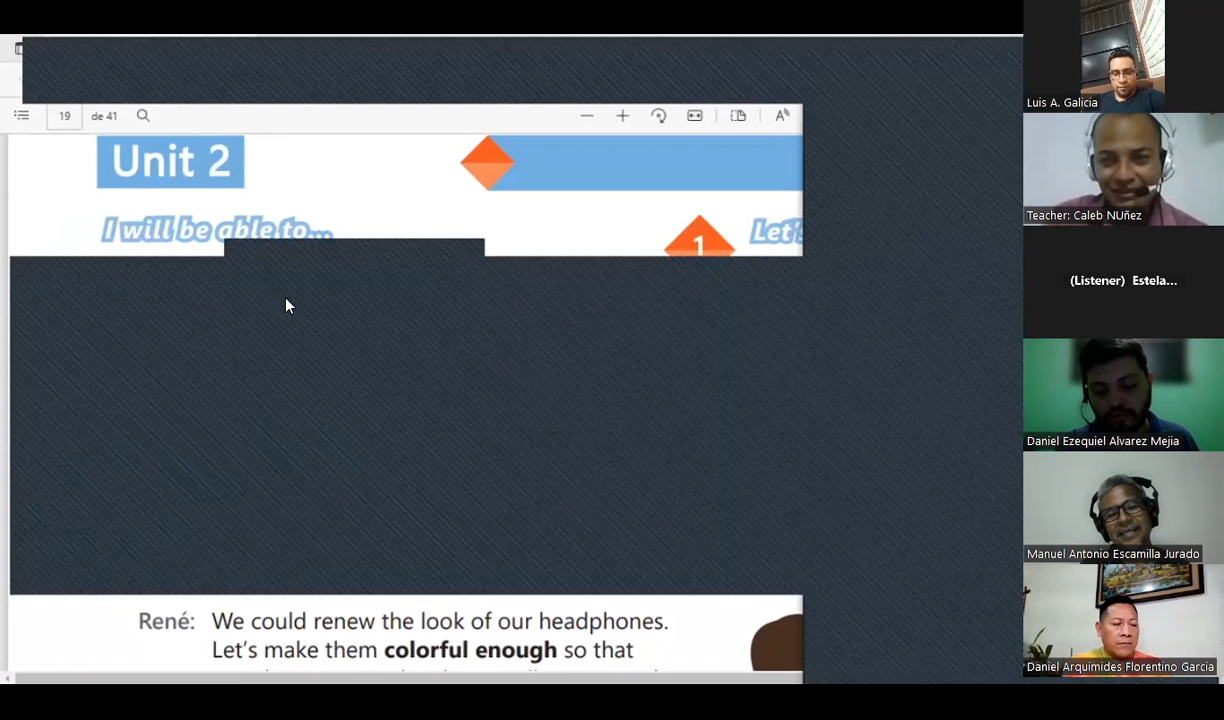 19 de 41
Unit 2
I will be able to...
1
René: We could renew the look of our headphones.
Let's make them colorful enough so that
Luis A. Galicia
Teacher: Caleb NUñez
(Listener) Estela...
Daniel Ezequiel Alvarez Mejia
Manuel Antonio Escamilla Jurado
Daniel Arquimides Florentino Garcia